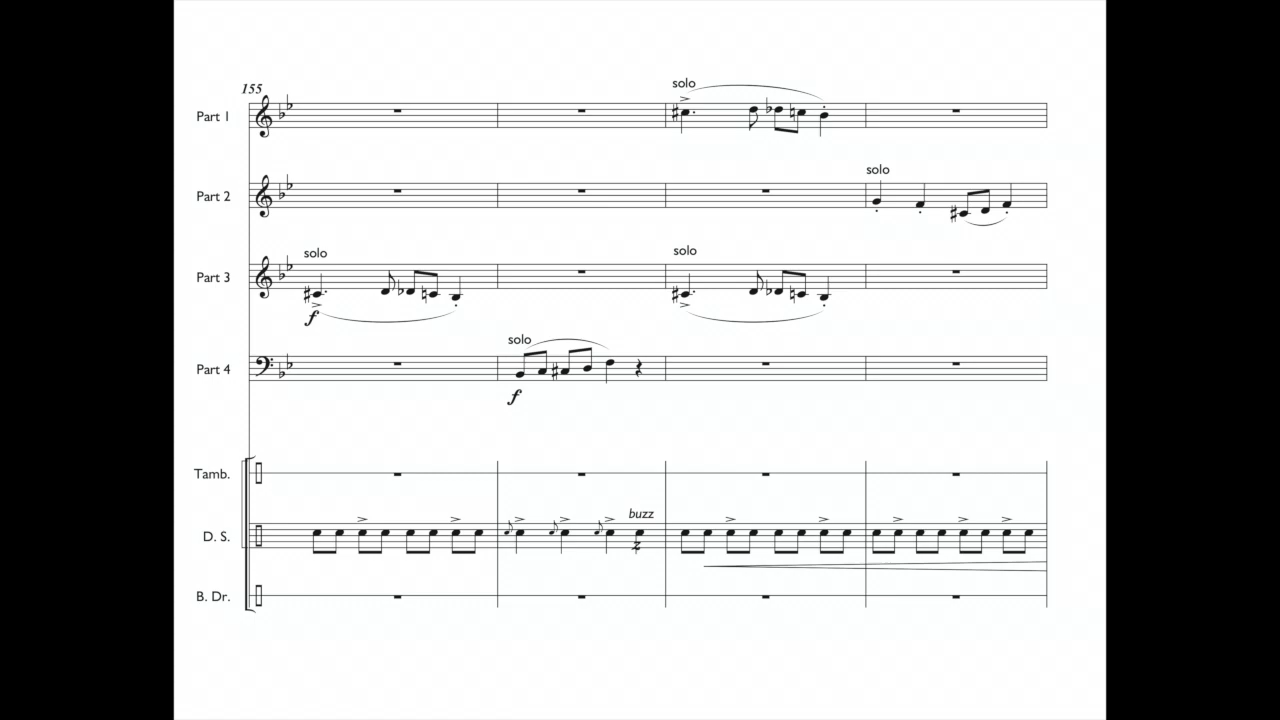 155
solo
Part 1
solo
Part 2
solo
solo
Part 3
f
solo
Part 4
f
Tamb.
buzz
D. S.
z
B. Dr.